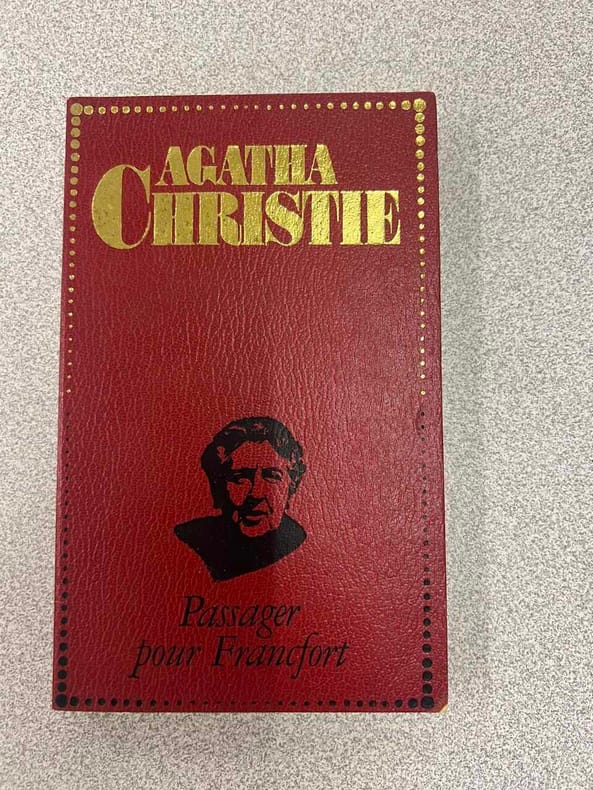 AGATHA
CHRISTIE
Passager
pour Francfort